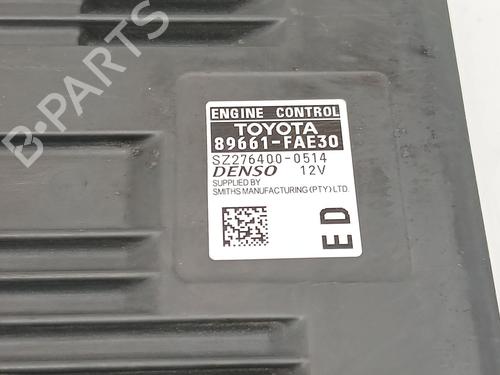 B-PARTS
ENGINE CONTROL
TOYOTA
89661-FAE30
SZ276400-0514
DENSO 12V
SUPPLIED BY
SMITHS MANUFACTURING (PTY) LTD.
ED